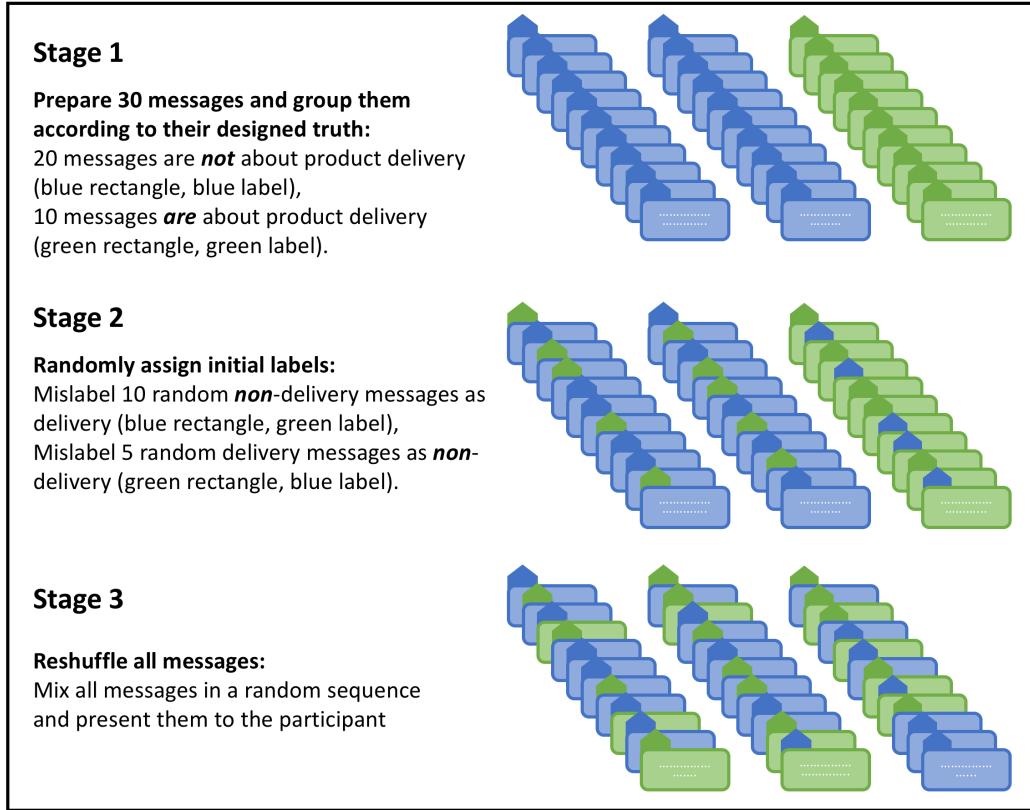 Stage 1
Prepare 30 messages and group them
according to their designed truth:
20 messages are not about product delivery
(blue rectangle, blue label),
10 messages are about product delivery
(green rectangle, green label).
Stage 2
Randomly assign initial labels:
Mislabel 10 random non-delivery messages as
delivery (blue rectangle, green label),
Mislabel 5 random delivery messages as non-
delivery (green rectangle, blue label).
Stage 3
Reshuffle all messages:
Mix all messages in a random sequence
and present them to the participant